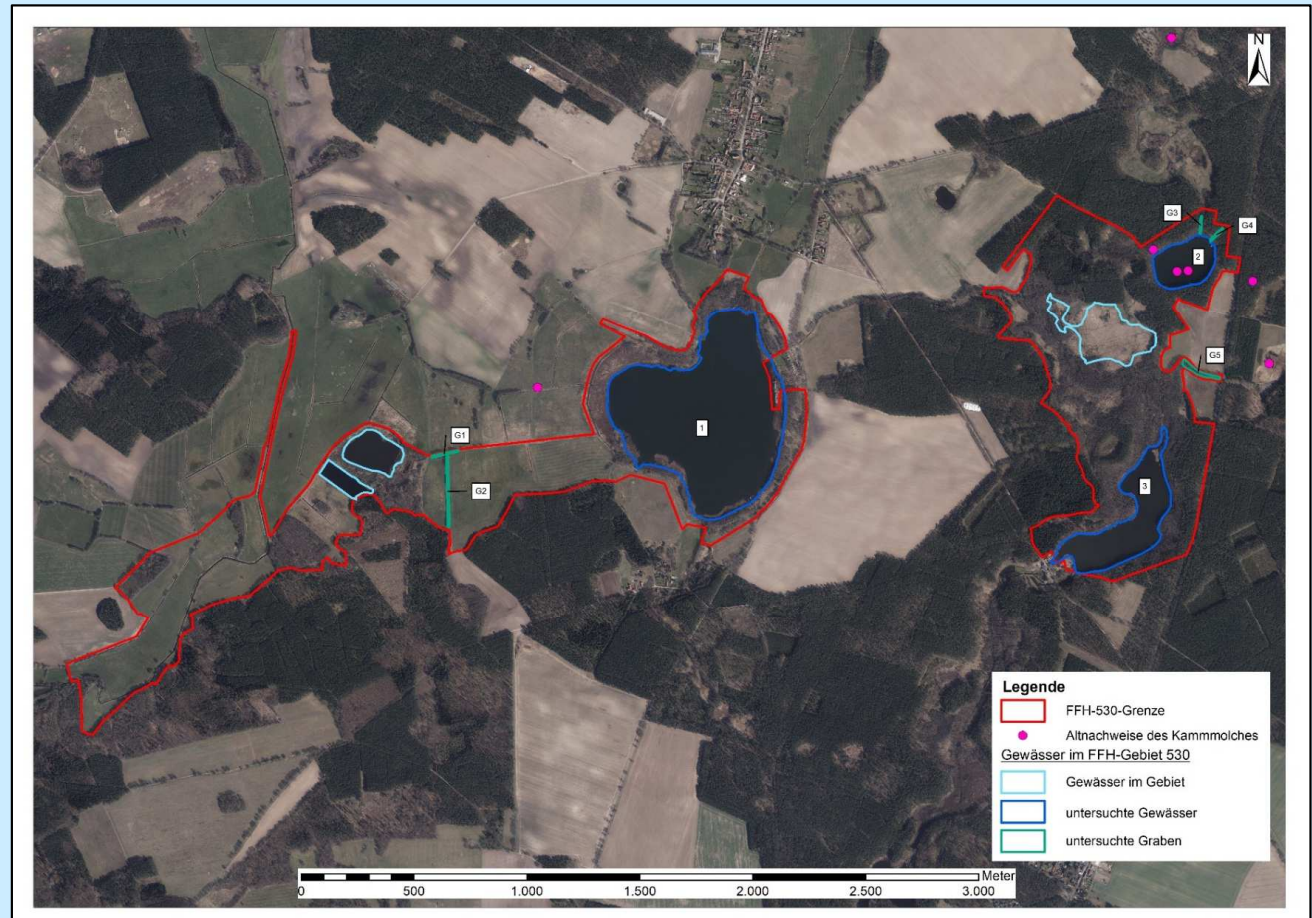 N
G3
G4
2
G5
G1
1
G2
3
Legende
FFH-530-Grenze
Altnachweise des Kammmolches
Gewässer im FFH-Gebiet 530
Gewässer im Gebiet
untersuchte Gewässer
untersuchte Graben
Meter
0 500 1.000 1.500 2.000 2.500 3.000